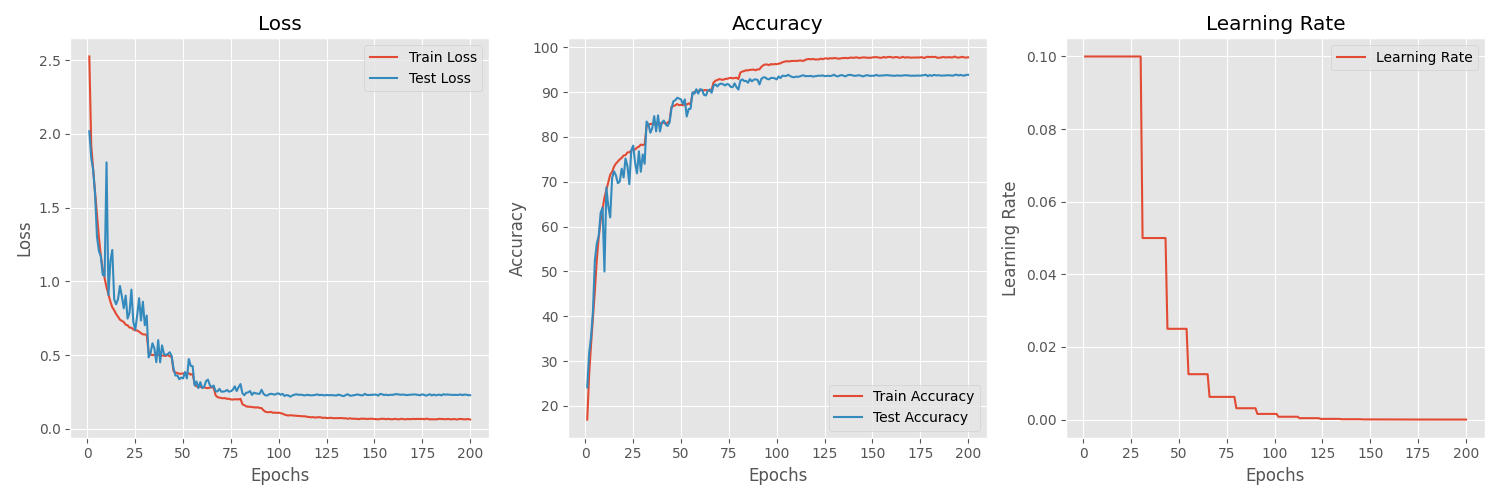 Loss
Train Loss
Test Loss
2.5
2.0
1.5
1.0
0.5
0.0
Loss
0 25 50 75 100 125 150 175 200
Epochs
Accuracy
100
90
80
70
60
50
40
30
20
Accuracy
Train Accuracy
Test Accuracy
0 25 50 75 100 125 150 175 200
Epochs
Learning Rate
Learning Rate
0.10
0.08
0.06
0.04
0.02
0.00
Learning Rate
0 25 50 75 100 125 150 175 200
Epochs